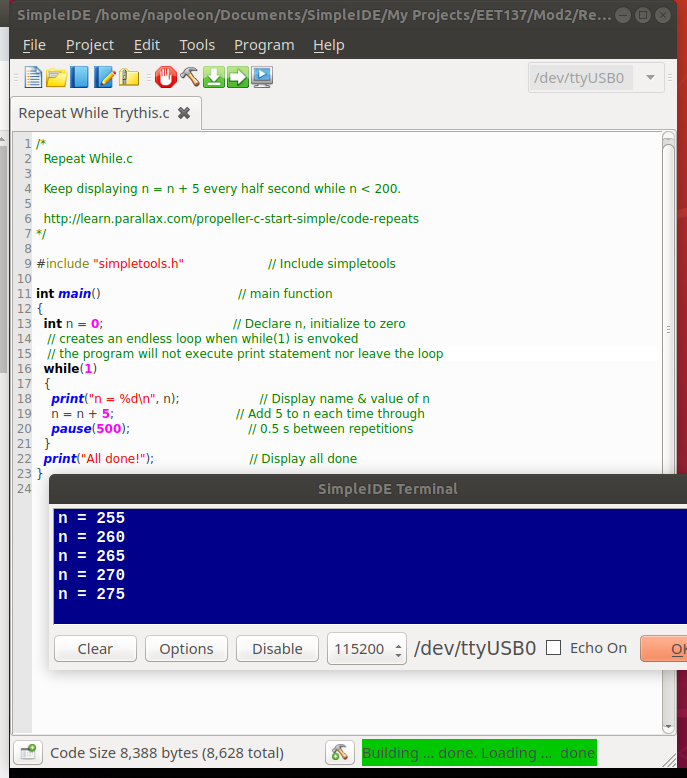 SimpleIDE /home/napoleon/Documents/SimpleIDE/My Projects/EET137/Mod2/Re...
File Project Edit Tools Program Help
/dev/ttyUSB0
Repeat While Trythis.c
1 /*
2 Repeat While.c
3
4 Keep displaying n = n + 5 every half second while n < 200.
5
6 http://learn.parallax.com/propeller-c-start-simple/code-repeats
7 */
8
9 #include "simpletools.h" // Include simpletools
10
11 int main() // main function
12 {
13 int n = 0; // Declare n, initialize to zero
14 // creates an endless loop when while(1) is envoked
15 // the program will not execute print statement nor leave the loop
16 while(1)
17 {
18 print("n = %d\n", n); // Display name & value of n
19 n = n + 5; // Add 5 to n each time through
20 pause(500); // 0.5 s between repetitions
21 }
22 print("All done!"); // Display all done
23 }
24
SimpleIDE Terminal
n = 255
n = 260
n = 265
n = 270
n = 275
Clear Options Disable 115200 /dev/ttyUSB0 Echo On OK
Code Size 8,388 bytes (8,628 total) Building ... done. Loading ... done